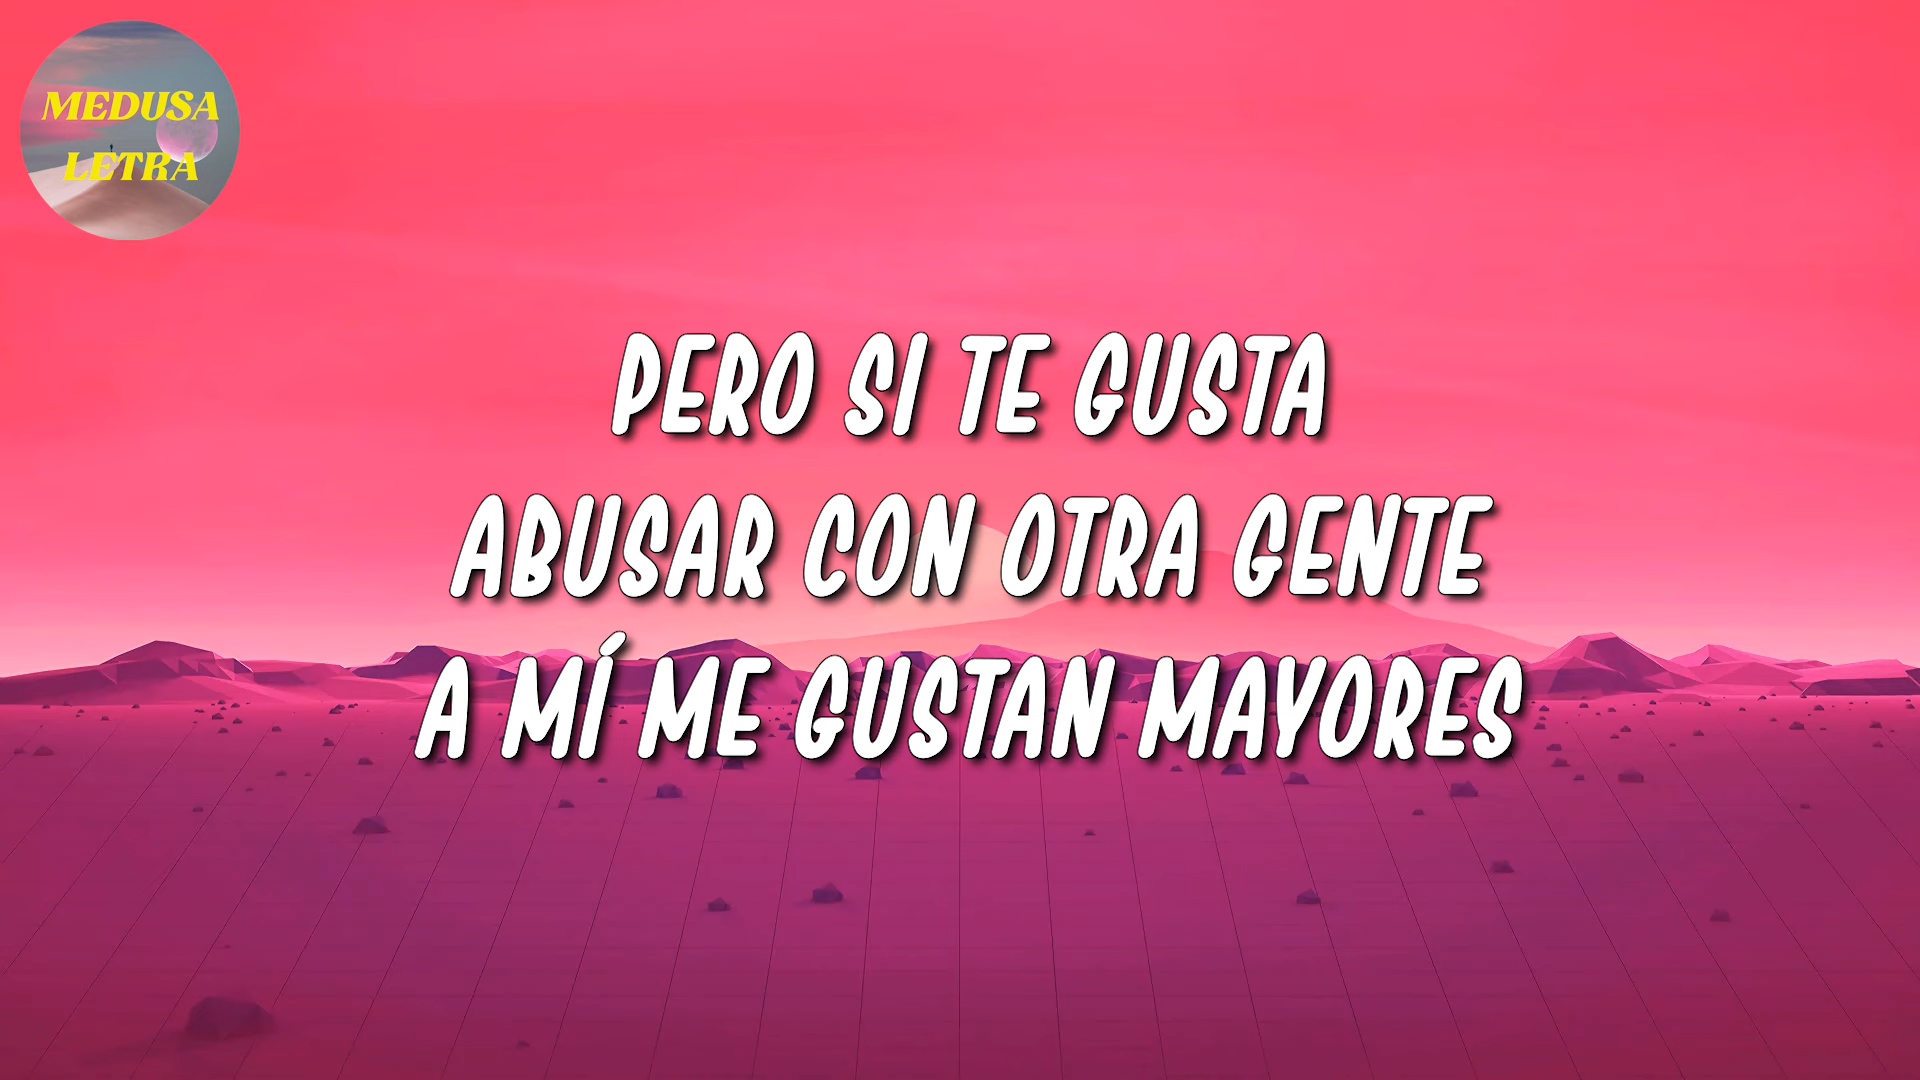 MEDUSA
LETRA
PERO SI TE GUSTA
ABUSAR CON OTRA GENTE
A MÍ ME GUSTAN MAYORES